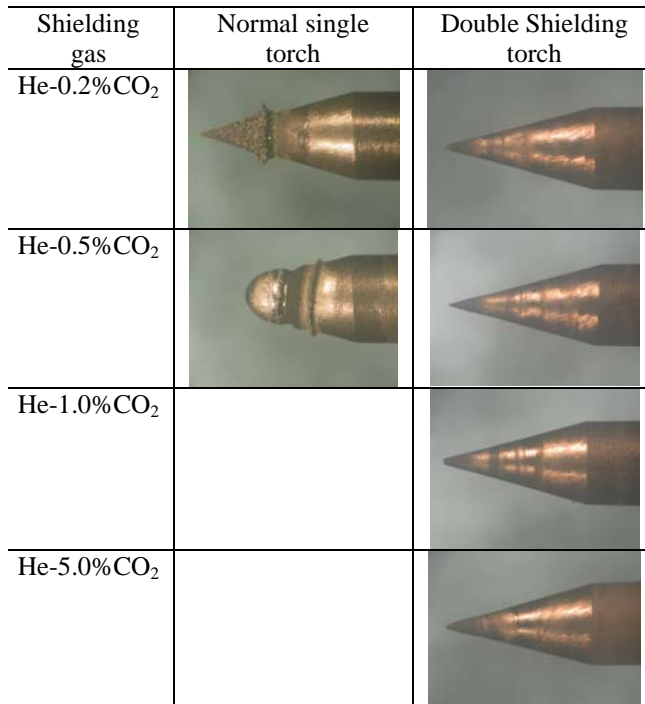 Shielding gas
Normal single torch
Double Shielding torch
He-0.2%CO₂
He-0.5%CO₂
He-1.0%CO₂
He-5.0%CO₂